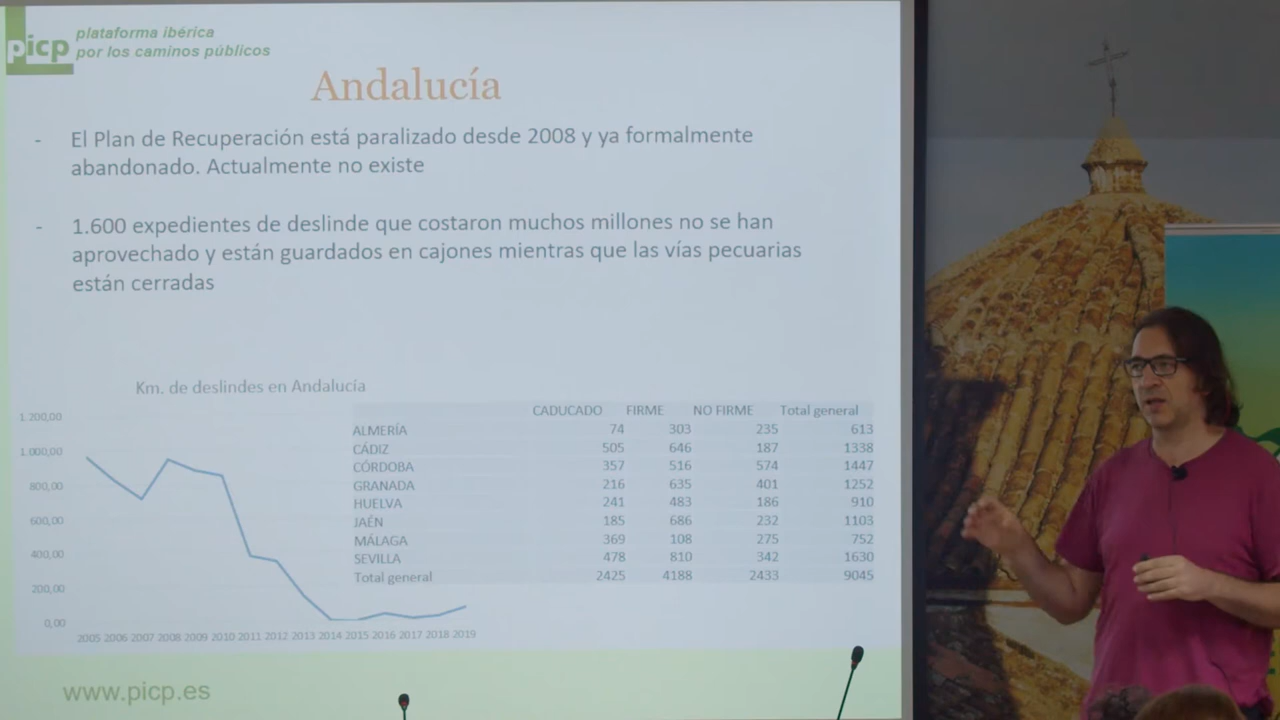 picp
plataforma ibérica
por los caminos públicos
Andalucía
- El Plan de Recuperación está paralizado desde 2008 y ya formalmente
abandonado. Actualmente no existe
- 1.600 expedientes de deslinde que costaron muchos millones no se han
aprovechado y están guardados en cajones mientras que las vías pecuarias
están cerradas
Km. de deslindes en Andalucía
1.200,00
1.000,00
800,00
600,00
400,00
200,00
0,00
2005 2006 2007 2008 2009 2010 2011 2012 2013 2014 2015 2016 2017 2018 2019
CADUCADO FIRME NO FIRME Total general
ALMERÍA 74 303 235 613
CÁDIZ 505 646 187 1338
CÓRDOBA 357 516 574 1447
GRANADA 216 635 401 1252
HUELVA 241 483 186 910
JAÉN 185 686 232 1103
MÁLAGA 369 108 275 752
SEVILLA 478 810 342 1630
Total general 2425 4188 2433 9045
www.picp.es